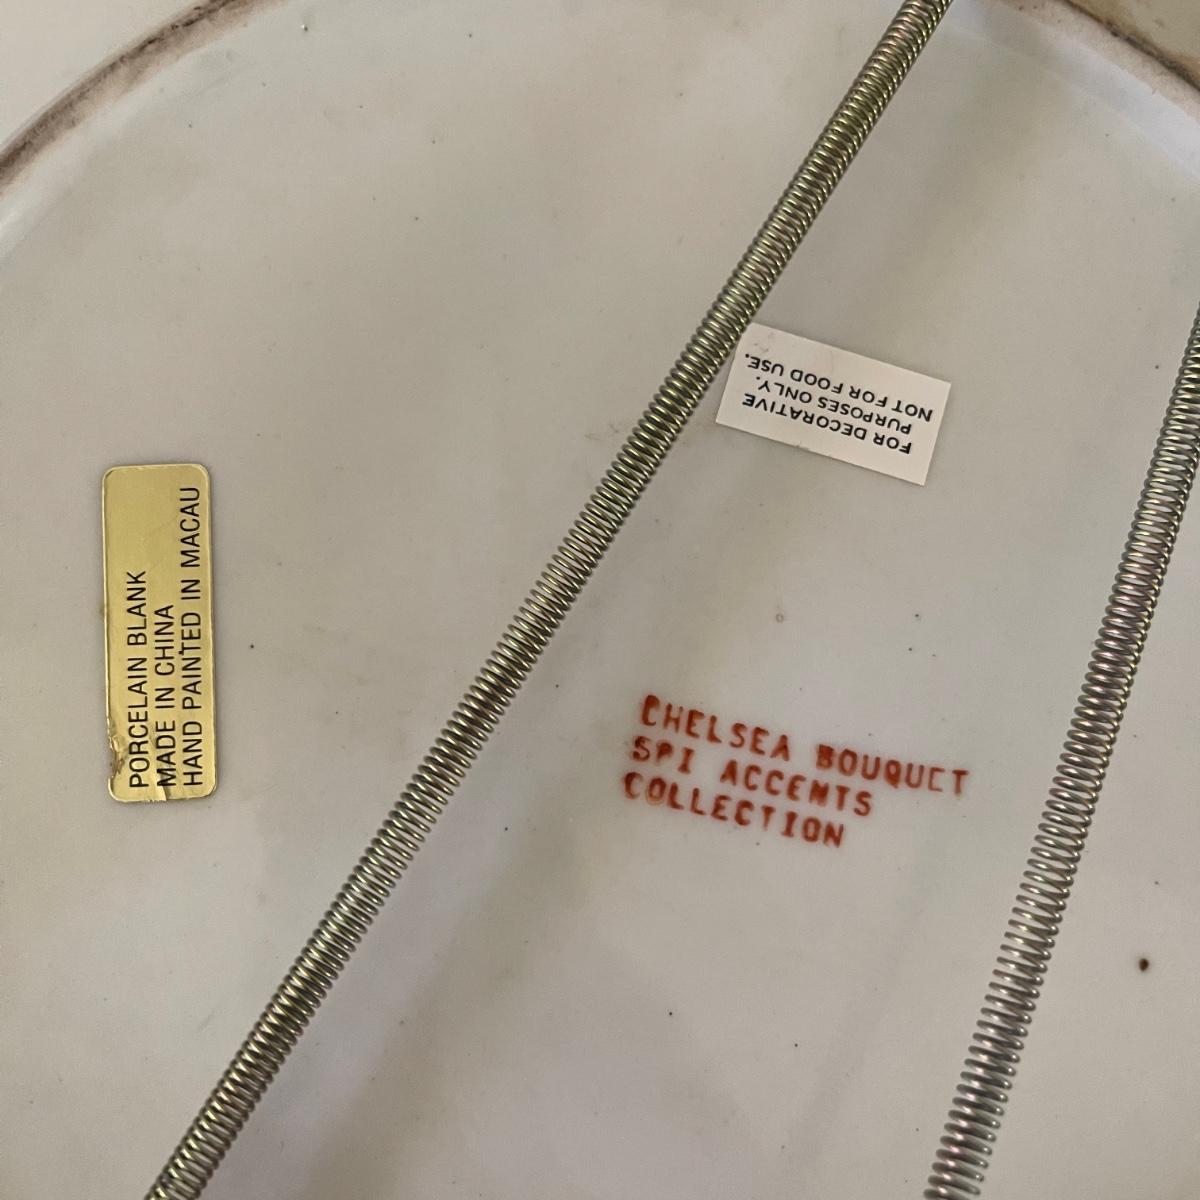 PORCELAIN BLANK
MADE IN CHINA
HAND PAINTED IN MACAU
FOR DECORATIVE
PURPOSES ONLY.
NOT FOR FOOD USE.
CHELSEA BOUQUET
SPI ACCENTS
COLLECTION